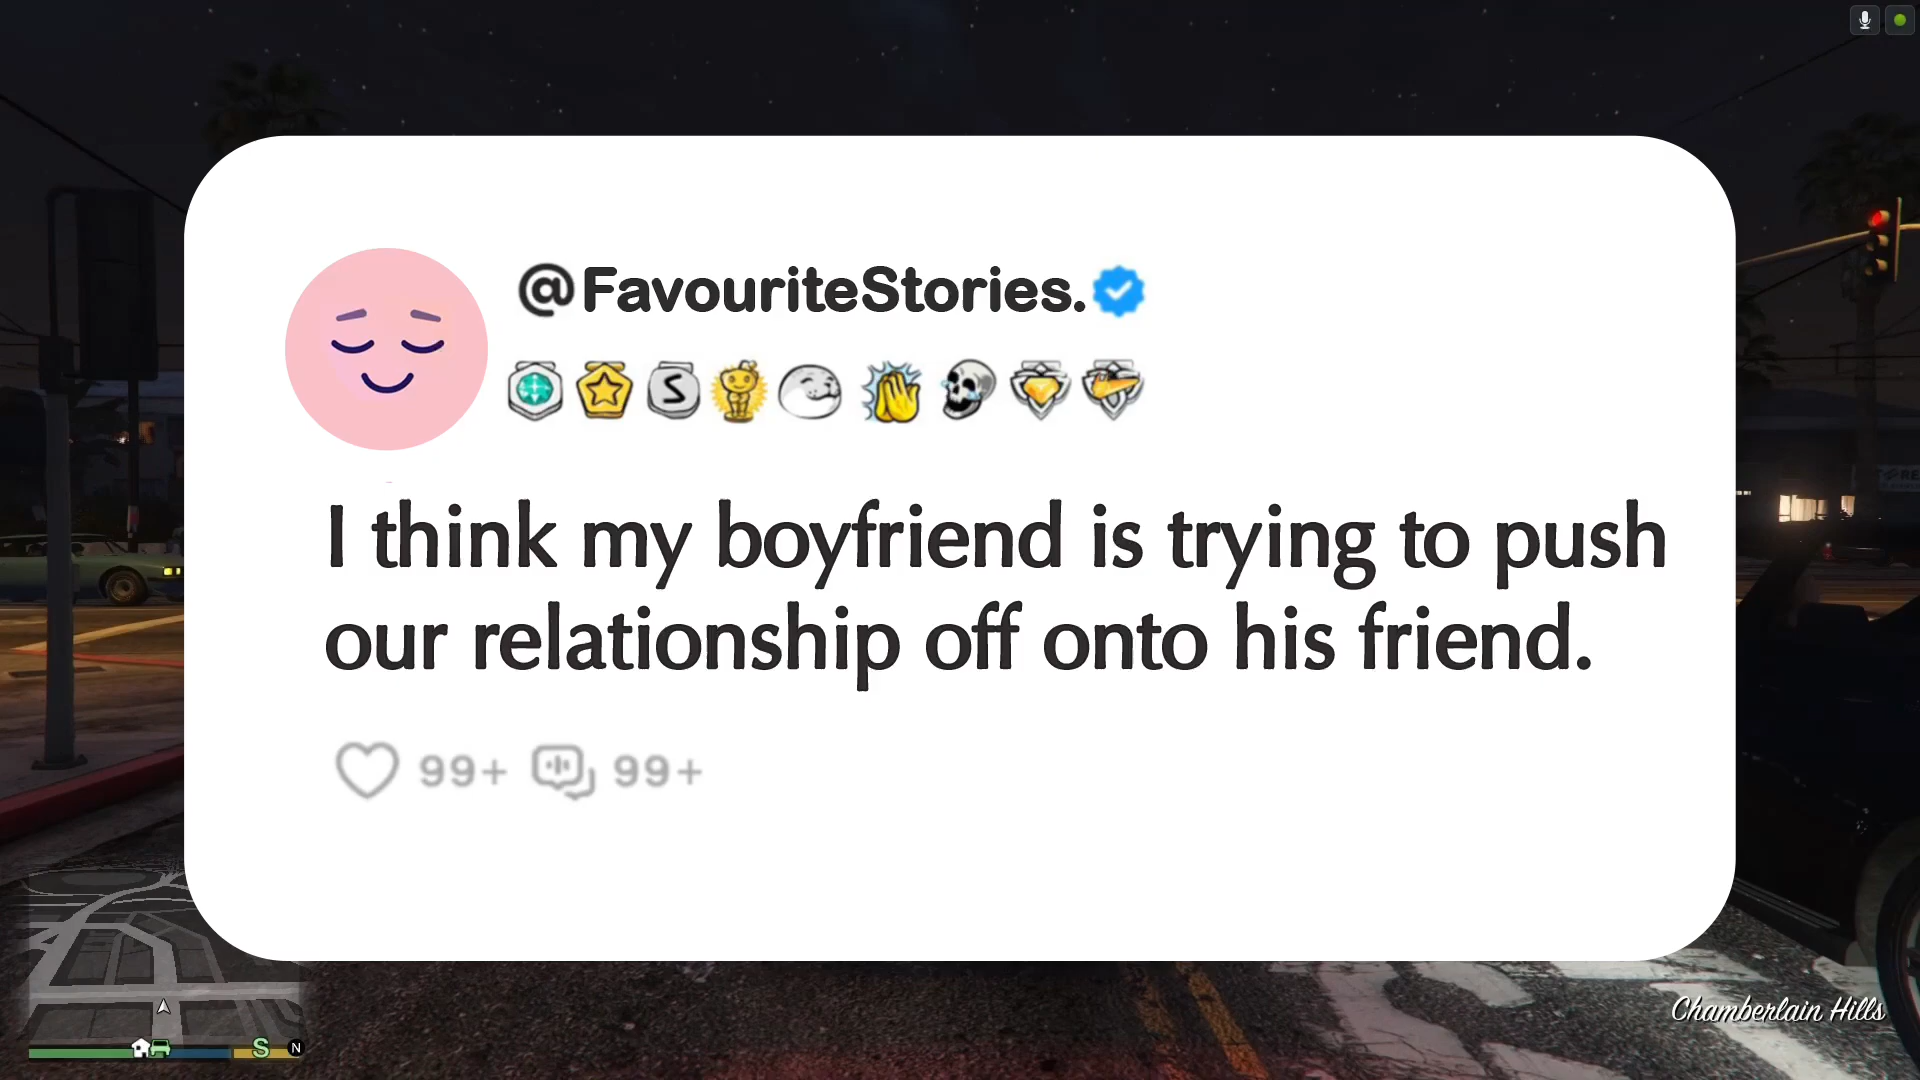 @FavouriteStories.
S
I think my boyfriend is trying to push
our relationship off onto his friend.
99+ 99+
Chamberlain Hills
S N